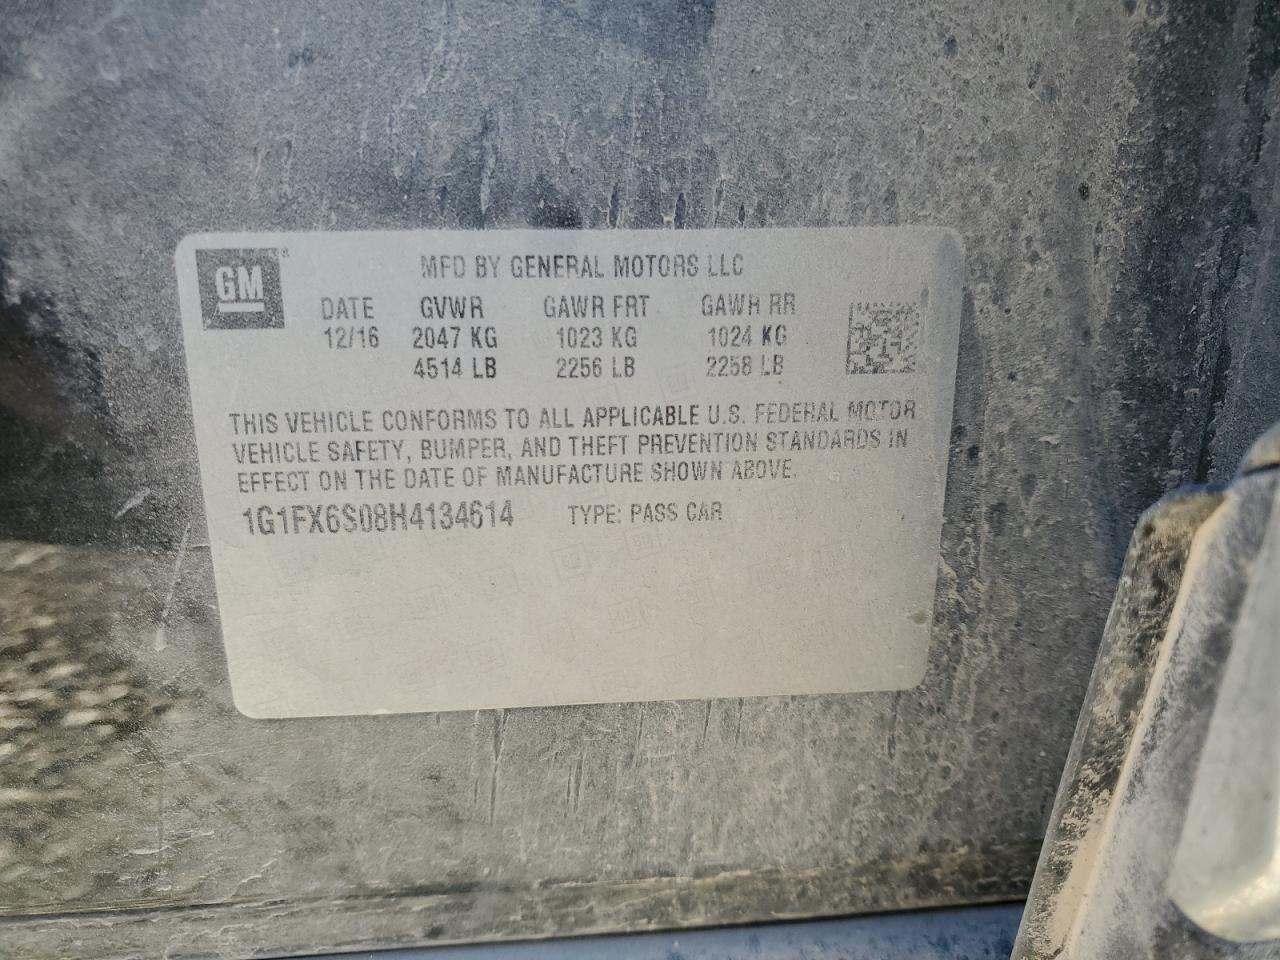 GM®
MFD BY GENERAL MOTORS LLC
DATE GVWR GAWR FRT GAWR RR
12/16 2047 KG 1023 KG 1024 KG
4514 LB 2256 LB 2258 LB
THIS VEHICLE CONFORMS TO ALL APPLICABLE U.S. FEDERAL MOTOR
VEHICLE SAFETY, BUMPER, AND THEFT PREVENTION STANDARDS IN
EFFECT ON THE DATE OF MANUFACTURE SHOWN ABOVE.
1G1FX6S08H4134614 TYPE: PASS CAR